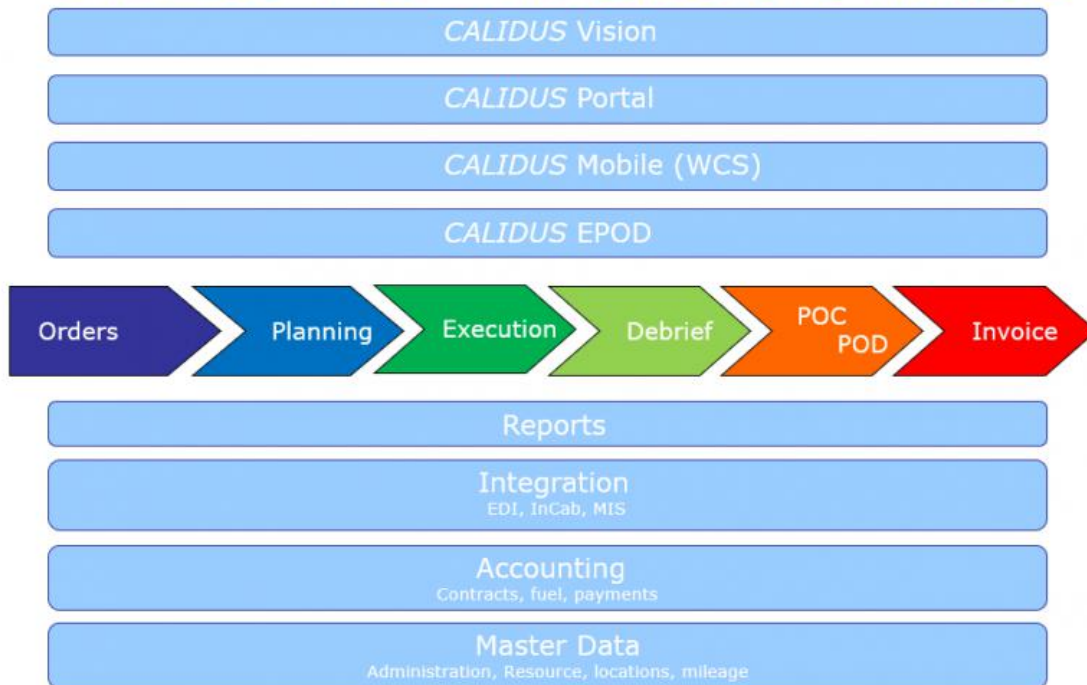 CALIDUS Vision
CALIDUS Portal
CALIDUS Mobile (WCS)
CALIDUS EPOD
Orders
Planning
Execution
Debrief
POC
POD
Invoice
Reports
Integration
EDI, InCab, MIS
Accounting
Contracts, fuel, payments
Master Data
Administration, Resource, locations, mileage